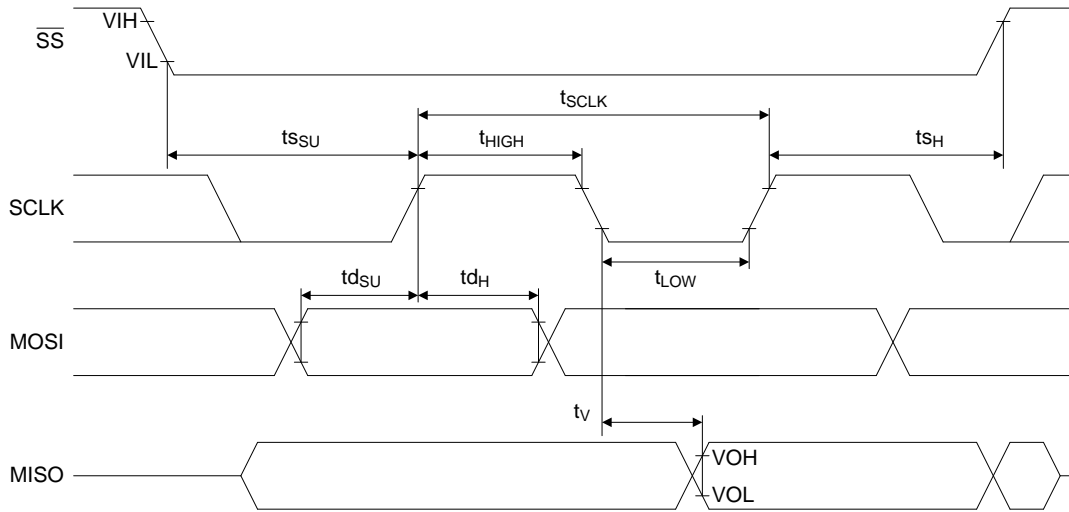 VIH
SS
VIL
tSCLK
tsSU
tHIGH
tsH
SCLK
tdSU
tdH
tLOW
MOSI
tV
VOH
MISO
VOL